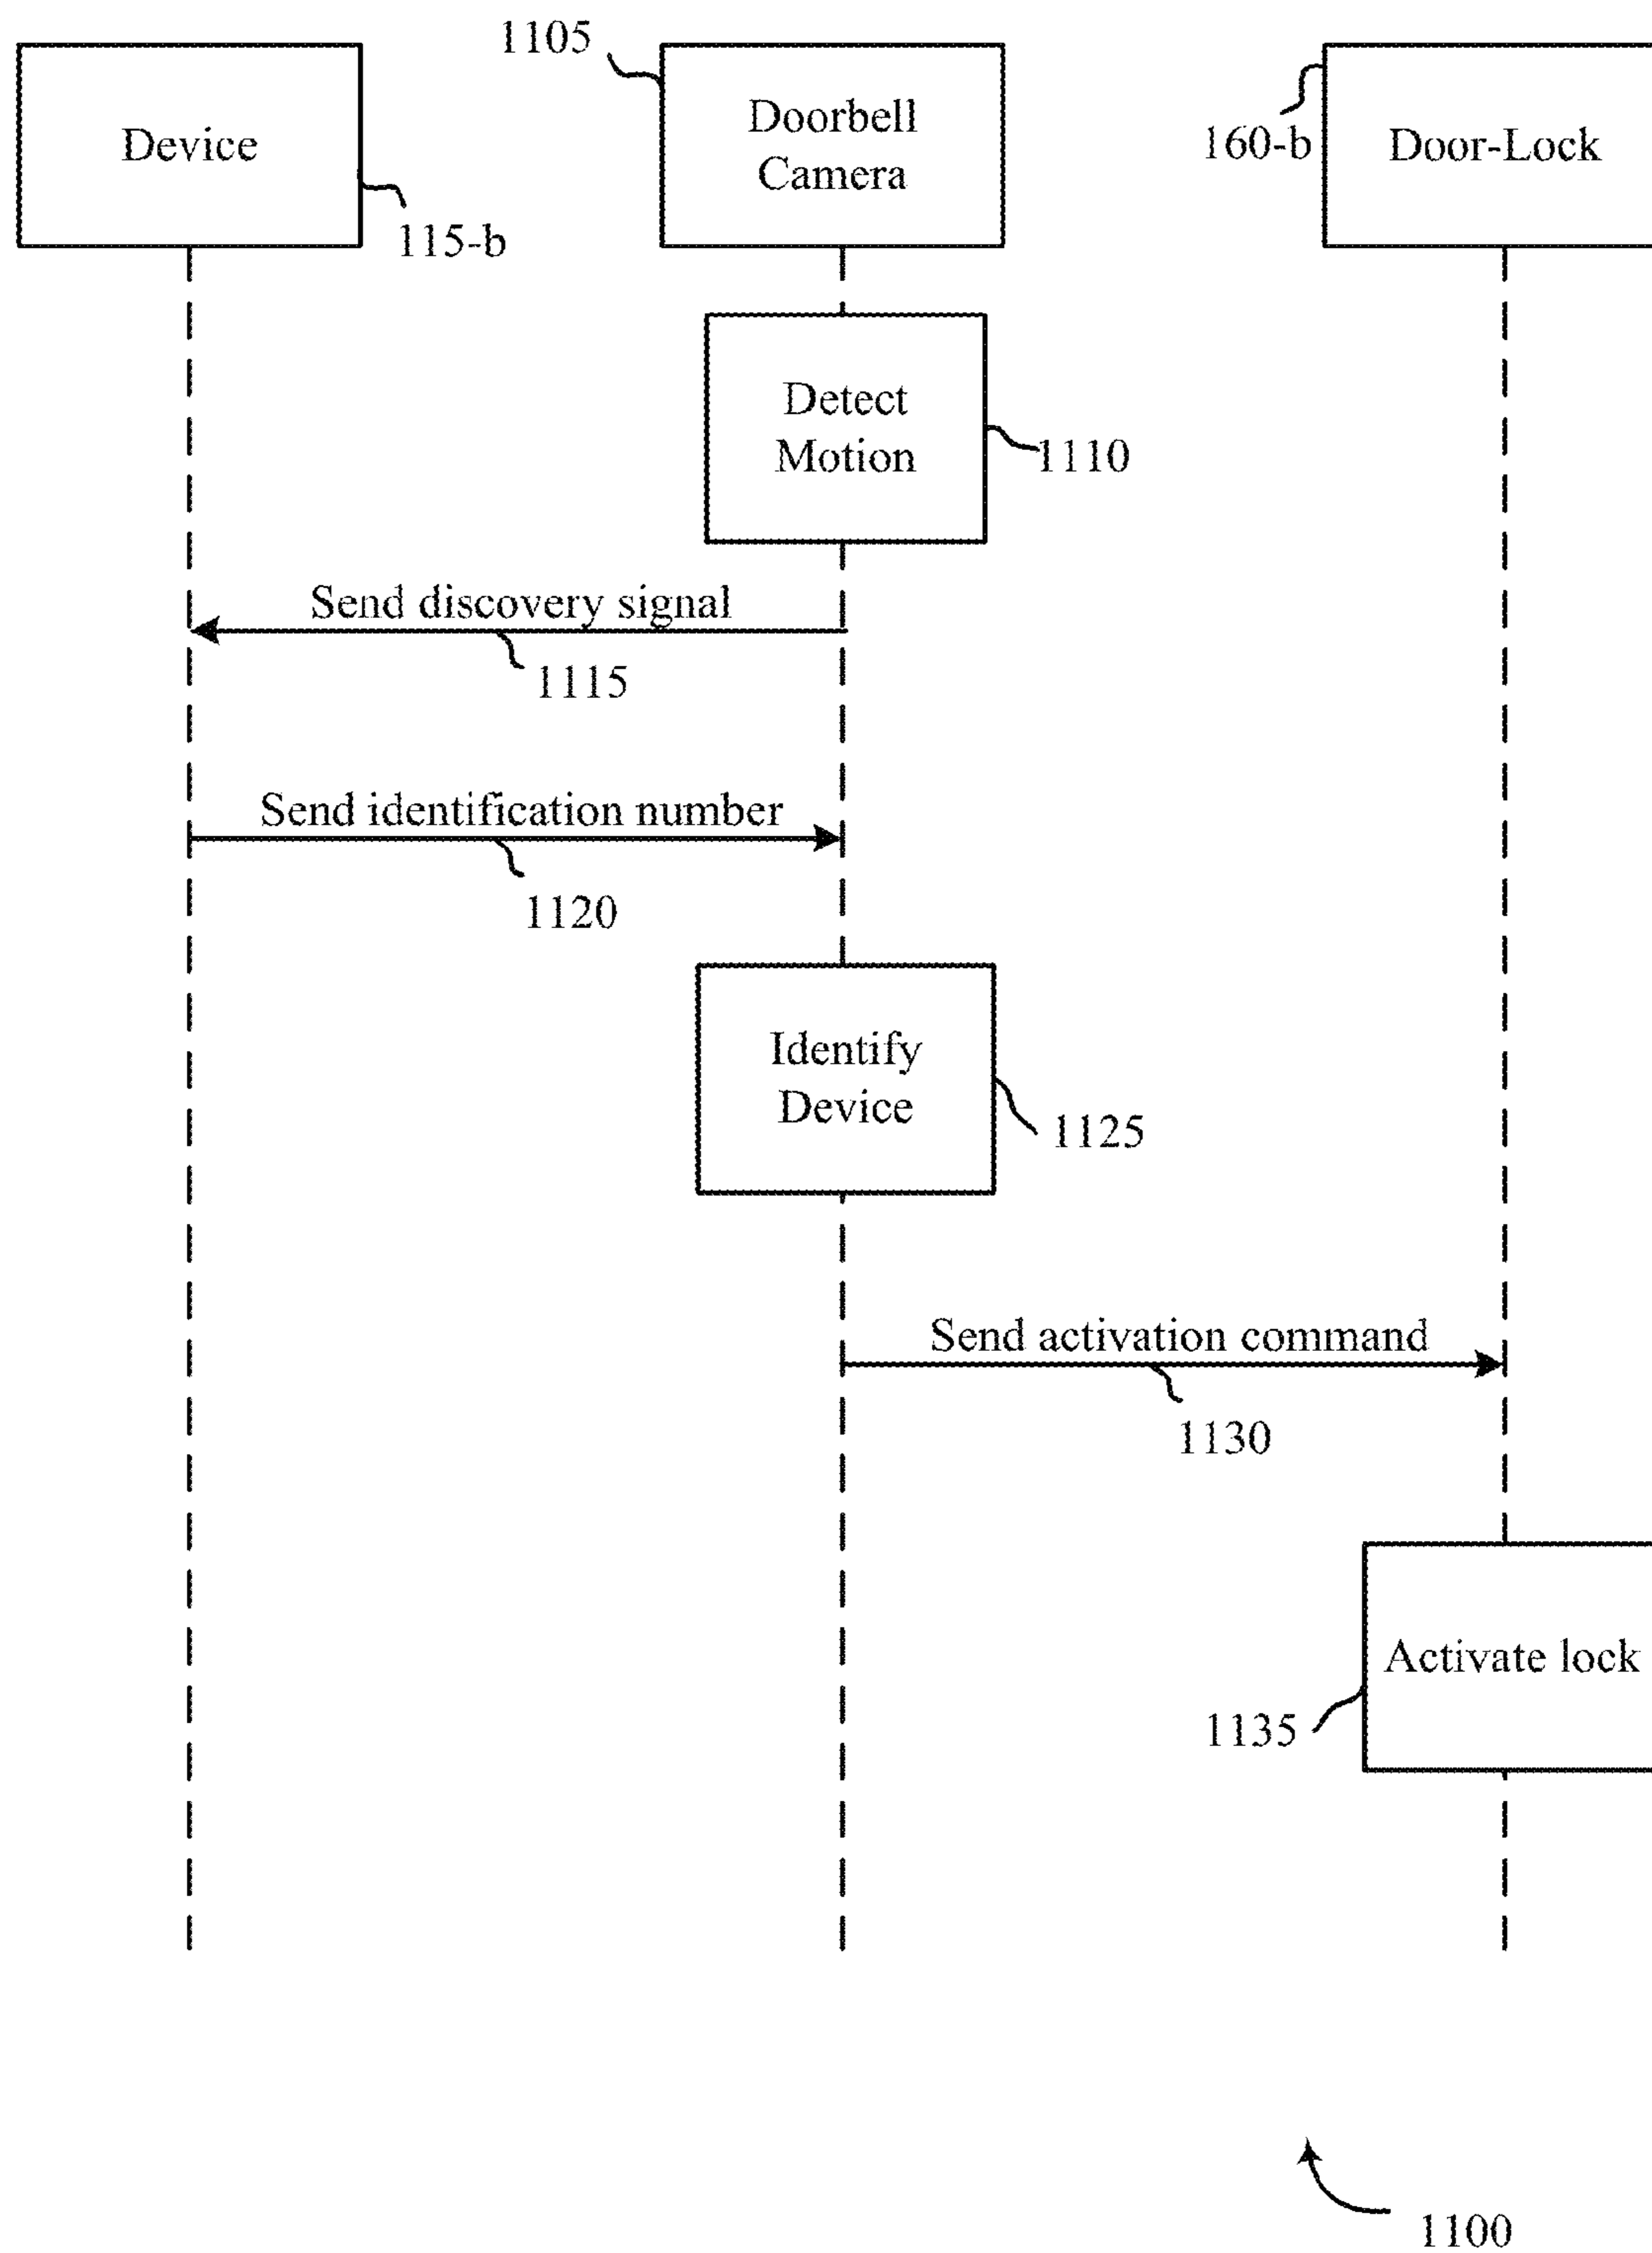 1105
Device
Doorbell
Camera
160-b
Door-Lock
115-b
Detect
Motion
1110
Send discovery signal
1115
Send identification number
1120
Identify
Device
1125
Send activation command
1130
Activate lock
1135
1100